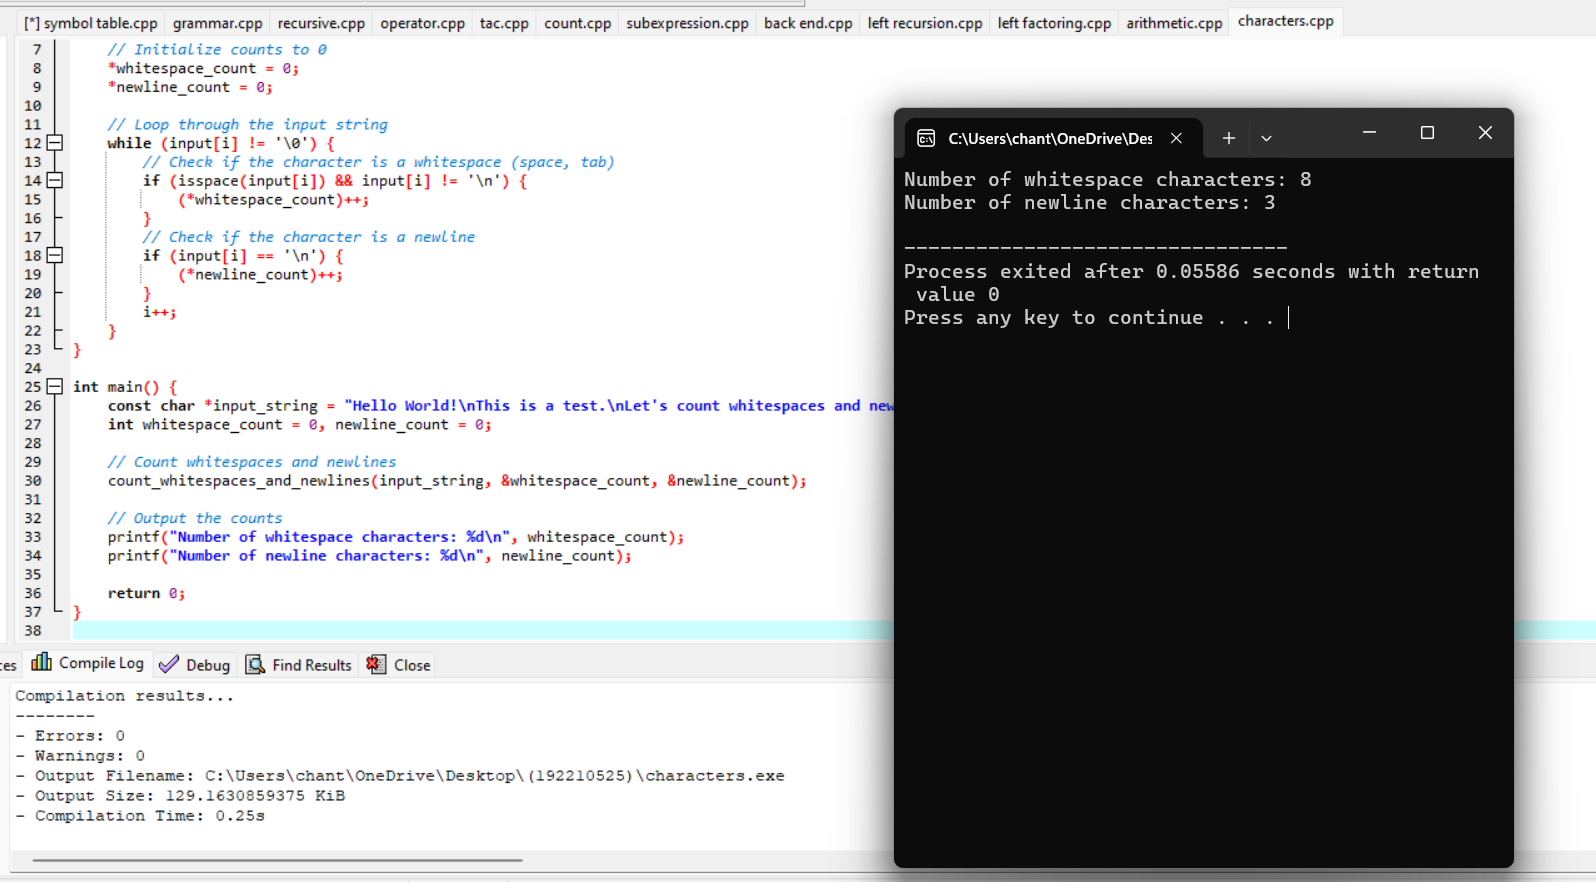 [*] symbol table.cpp grammar.cpp recursive.cpp operator.cpp tac.cpp count.cpp subexpression.cpp back end.cpp left recursion.cpp left factoring.cpp arithmetic.cpp characters.cpp
7 // Initialize counts to 0
8 *whitespace_count = 0;
9 *newline_count = 0;
10
11 // Loop through the input string
12 while (input[i] != '\0') {
13 // Check if the character is a whitespace (space, tab)
14 if (isspace(input[i]) && input[i] != '\n') {
15 (*whitespace_count)++;
16 }
17 // Check if the character is a newline
18 if (input[i] == '\n') {
19 (*newline_count)++;
20 }
21 i++;
22 }
23 }
24
25 int main() {
26 const char *input_string = "Hello World!\nThis is a test.\nLet's count whitespaces and new
27 int whitespace_count = 0, newline_count = 0;
28
29 // Count whitespaces and newlines
30 count_whitespaces_and_newlines(input_string, &whitespace_count, &newline_count);
31
32 // Output the counts
33 printf("Number of whitespace characters: %d\n", whitespace_count);
34 printf("Number of newline characters: %d\n", newline_count);
35
36 return 0;
37 }
38
C:\Users\chant\OneDrive\Des
Number of whitespace characters: 8
Number of newline characters: 3
--------------------------------
Process exited after 0.05586 seconds with return
value 0
Press any key to continue . . .
ces Compile Log Debug Find Results Close
Compilation results...
--------
- Errors: 0
- Warnings: 0
- Output Filename: C:\Users\chant\OneDrive\Desktop\(192210525)\characters.exe
- Output Size: 129.1630859375 KiB
- Compilation Time: 0.25s